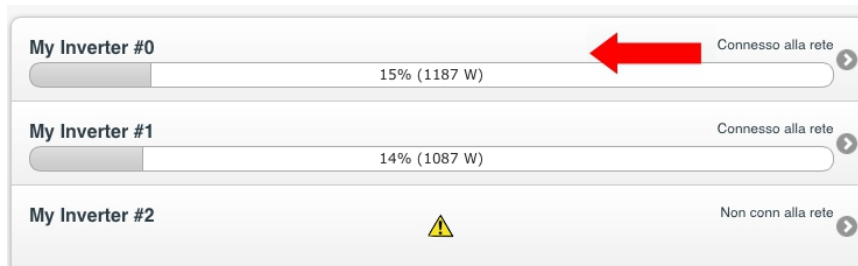 My Inverter #0
Connesso alla rete
15% (1187 W)
My Inverter #1
Connesso alla rete
14% (1087 W)
My Inverter #2
Non conn alla rete